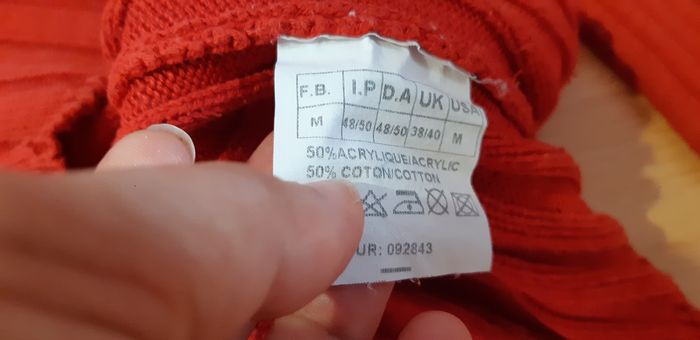 F.B. I.P D.A UK USA
M 48/50 48/50 38/40 M
50%ACRYLIQUE/ACRYLIC
50% COTON/COTTON
UR: 092843